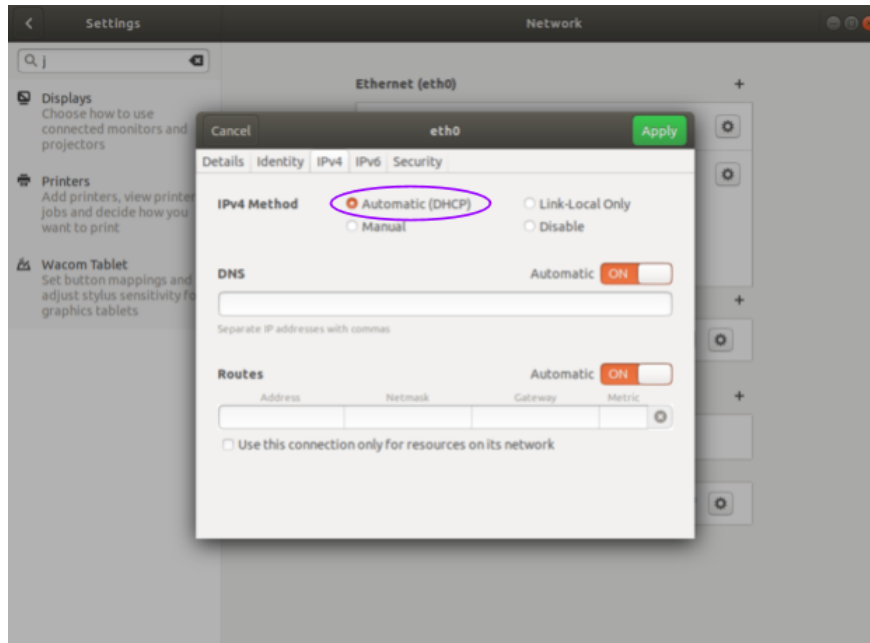 Settings
Network
j
Displays
Choose how to use
connected monitors and
projectors
Printers
Add printers, view printer
jobs and decide how you
want to print
Wacom Tablet
Set button mappings and
adjust stylus sensitivity fo
graphics tablets
Ethernet (eth0)
+
Cancel
eth0
Apply
Details Identity IPv4 IPv6 Security
IPv4 Method
Automatic (DHCP)
Link-Local Only
Manual
Disable
DNS
Automatic
ON
Separate IP addresses with commas
+
Routes
Automatic
ON
Address
Netmask
Gateway
Metric
+
Use this connection only for resources on its network